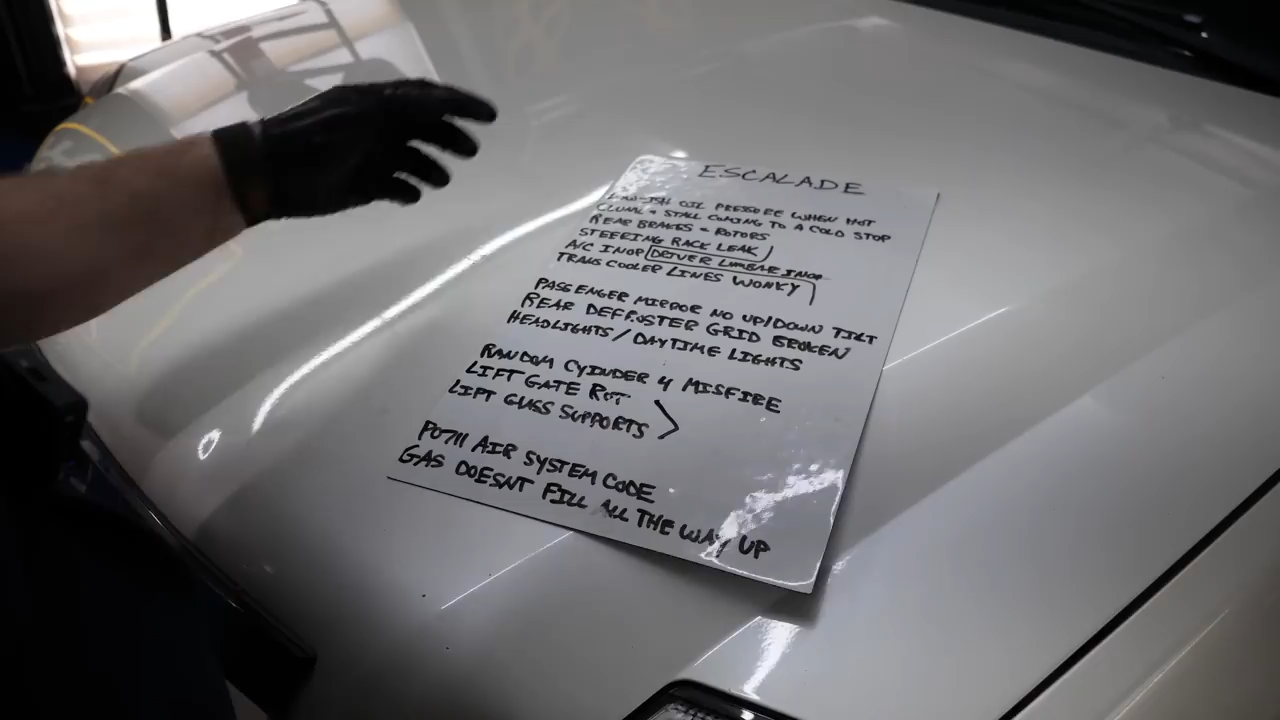 ESCALADE
LOW-ISH OIL PRESSURE WHEN HOT
CLUNK & STALL COMING TO A COLD STOP
REAR BRAKES & ROTORS
STEERING RACK LEAK
A/C INOP DRIVER LUMBAR INOP
TRANS COOLER LINES WONKY
PASSENGER MIRROR NO UP/DOWN TILT
REAR DEFROSTER GRID BROKEN
HEADLIGHTS / DAYTIME LIGHTS
RANDOM CYLINDER 4 MISFIRE
LIFT GATE ROT
LIFT GLASS SUPPORTS
P0711 AIR SYSTEM CODE
GAS DOESNT FILL ALL THE WAY UP